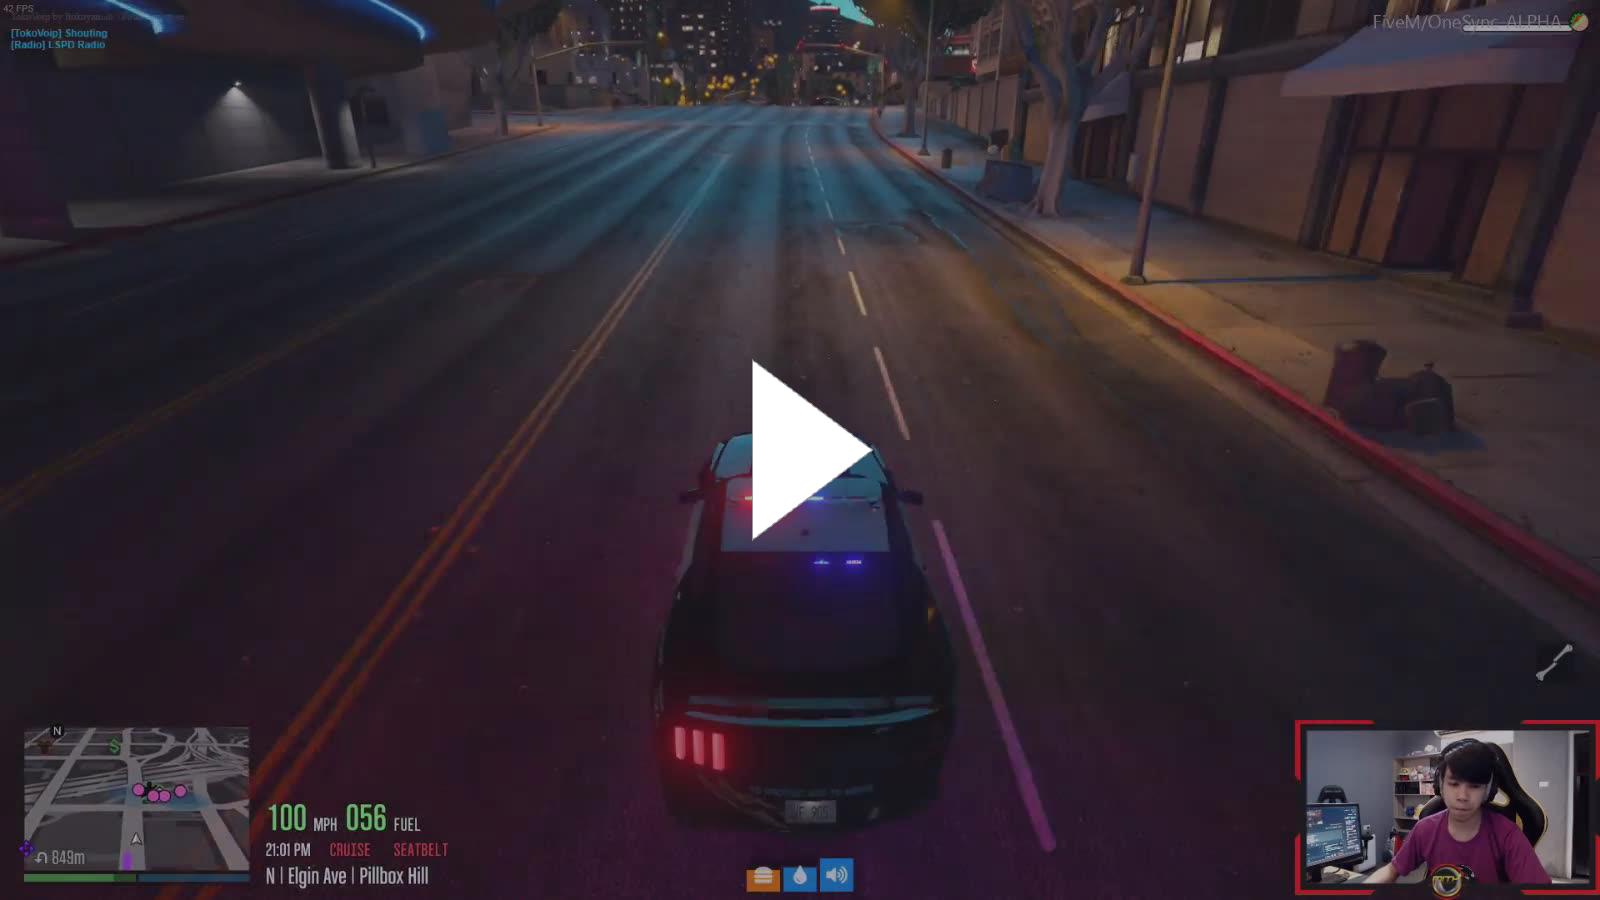 42 FPS
[TokoVoip] Shouting
[Radio] LSPD Radio
FiveM/OneSync-ALPHA
N
849m
100 MPH 056 FUEL
21:01 PM CRUISE SEATBELT
N | Elgin Ave | Pillbox Hill